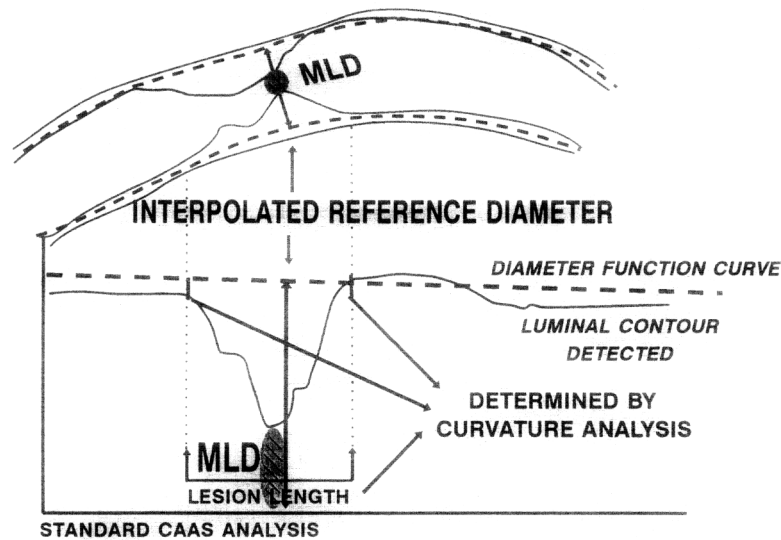 MLD
INTERPOLATED REFERENCE DIAMETER
DIAMETER FUNCTION CURVE
LUMINAL CONTOUR
DETECTED
DETERMINED BY
CURVATURE ANALYSIS
MLD
LESION LENGTH
STANDARD CAAS ANALYSIS